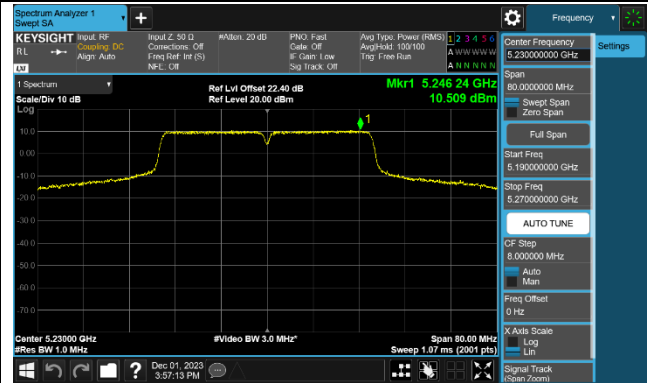 Spectrum Analyzer 1
Swept SA
Frequency
KEYSIGHT Input: RF
RL Coupling: DC
Align: Auto
LXI
Input Z: 50 Ω
Corrections: Off
Freq Ref: Int (S)
NFE: Off
#Atten: 20 dB
PNO: Fast
Gate: Off
IF Gain: Low
Sig Track: Off
Avg Type: Power (RMS)
Avg|Hold: 100/100
Trig: Free Run
1 2 3 4 5 6
A W W W W W
A N N N N N
1 Spectrum
Scale/Div 10 dB
Log
Ref Lvl Offset 22.40 dB
Ref Level 20.00 dBm
Mkr1 5.246 24 GHz
10.509 dBm
1
10.0
0.00
-10.0
-20.0
-30.0
-40.0
-50.0
-60.0
-70.0
Center 5.23000 GHz
#Res BW 1.0 MHz
#Video BW 3.0 MHz*
Span 80.00 MHz
Sweep 1.07 ms (2001 pts)
Center Frequency
5.230000000 GHz
Settings
Span
80.0000000 MHz
Swept Span
Zero Span
Full Span
Start Freq
5.190000000 GHz
Stop Freq
5.270000000 GHz
AUTO TUNE
CF Step
8.000000 MHz
Auto
Man
Freq Offset
0 Hz
X Axis Scale
Log
Lin
Signal Track
(Span Zoom)
?
Dec 01, 2023
3:57:13 PM